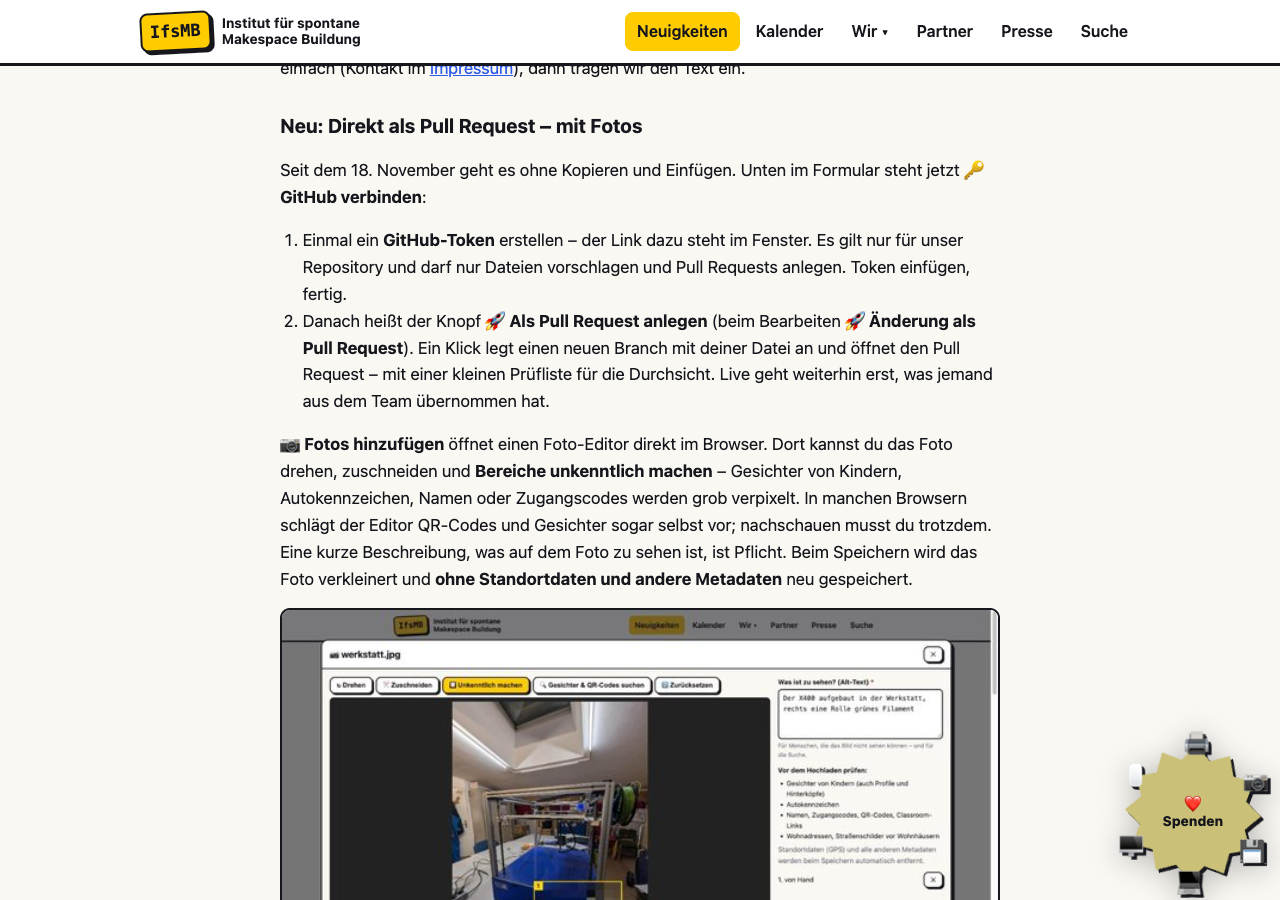 IfsMB
Institut für spontane
Makespace Buildung
Neuigkeiten
Kalender
Wir ▾
Partner
Presse
Suche
einfach (Kontakt im Impressum), dann tragen wir den Text ein.
Neu: Direkt als Pull Request – mit Fotos
Seit dem 18. November geht es ohne Kopieren und Einfügen. Unten im Formular steht jetzt 🔑
GitHub verbinden:
1. Einmal ein GitHub-Token erstellen – der Link dazu steht im Fenster. Es gilt nur für unser
Repository und darf nur Dateien vorschlagen und Pull Requests anlegen. Token einfügen,
fertig.
2. Danach heißt der Knopf 🚀 Als Pull Request anlegen (beim Bearbeiten 🚀 Änderung als
Pull Request). Ein Klick legt einen neuen Branch mit deiner Datei an und öffnet den Pull
Request – mit einer kleinen Prüfliste für die Durchsicht. Live geht weiterhin erst, was jemand
aus dem Team übernommen hat.
📷 Fotos hinzufügen öffnet einen Foto-Editor direkt im Browser. Dort kannst du das Foto
drehen, zuschneiden und Bereiche unkenntlich machen – Gesichter von Kindern,
Autokennzeichen, Namen oder Zugangscodes werden grob verpixelt. In manchen Browsern
schlägt der Editor QR-Codes und Gesichter sogar selbst vor; nachschauen musst du trotzdem.
Eine kurze Beschreibung, was auf dem Foto zu sehen ist, ist Pflicht. Beim Speichern wird das
Foto verkleinert und ohne Standortdaten und andere Metadaten neu gespeichert.
IfsMB
Institut für spontane
Makespace Buildung
Neuigkeiten
Kalender
Wir ▾
Partner
Presse
Suche
📷 werkstatt.jpg
×
Drehen
Zuschneiden
Unkenntlich machen
Gesichter & QR-Codes suchen
Zurücksetzen
Was ist zu sehen? (Alt-Text) *
Der X400 aufgebaut in der Werkstatt,
rechts eine Rolle grünes Filament
Für Menschen, die das Bild nicht sehen können – und für
die Suche.
Vor dem Hochladen prüfen:
• Gesichter von Kindern (auch Profile und
Hinterköpfe)
• Autokennzeichen
• Namen, Zugangscodes, QR-Codes, Classroom-
Links
• Wohnadressen, Straßenschilder vor Wohnhäusern
Standortdaten (GPS) und alle anderen Metadaten
werden beim Speichern automatisch entfernt.
1. von Hand
×
1
❤️
Spenden